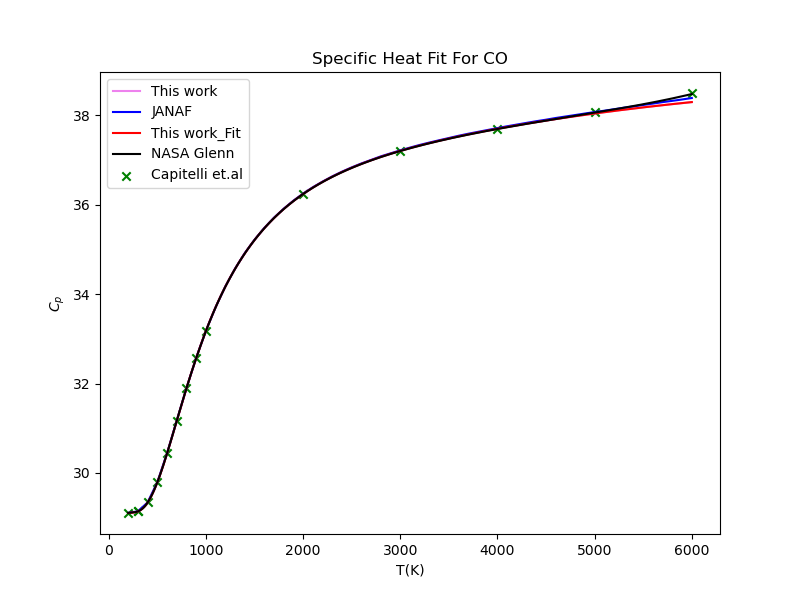 Specific Heat Fit For CO
This work
JANAF
This work_Fit
NASA Glenn
Capitelli et.al
38
36
34
32
30
Cp
0 1000 2000 3000 4000 5000 6000
T(K)